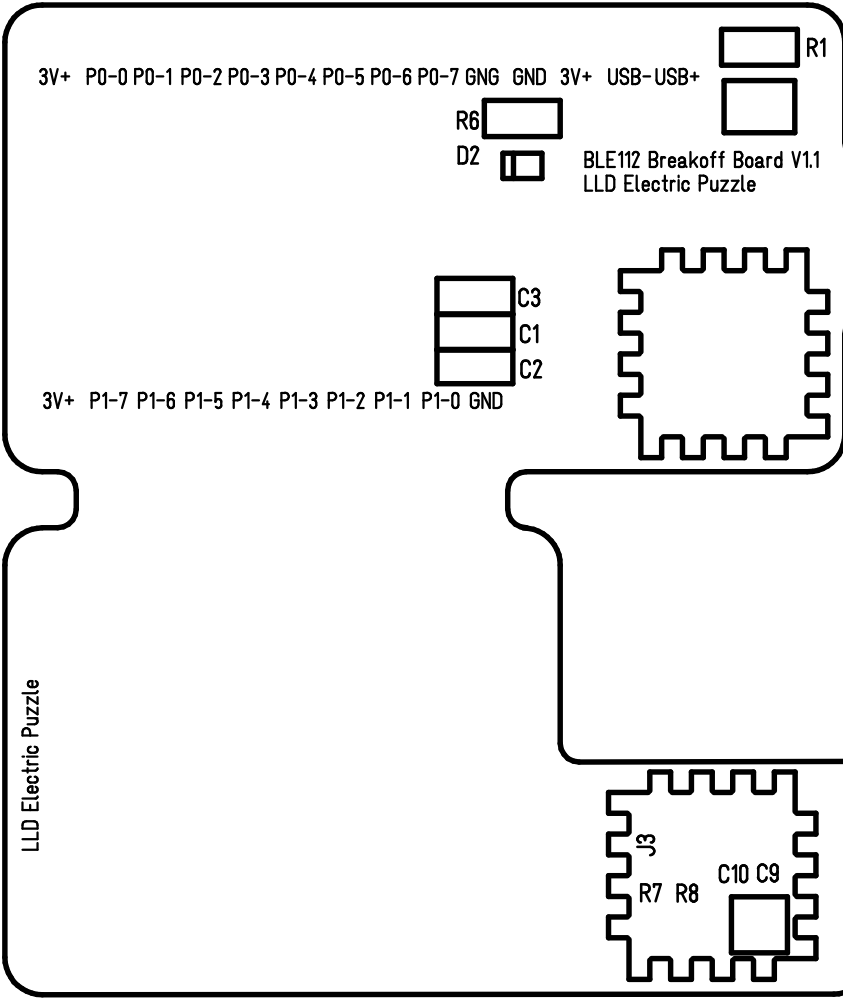 R1
3V+ P0-0 P0-1 P0-2 P0-3 P0-4 P0-5 P0-6 P0-7 GNG GND 3V+ USB- USB+
R6
D2
BLE112 Breakoff Board V1.1
LLD Electric Puzzle
C3
C1
C2
3V+ P1-7 P1-6 P1-5 P1-4 P1-3 P1-2 P1-1 P1-0 GND
LLD Electric Puzzle
J3
C10 C9
R7 R8